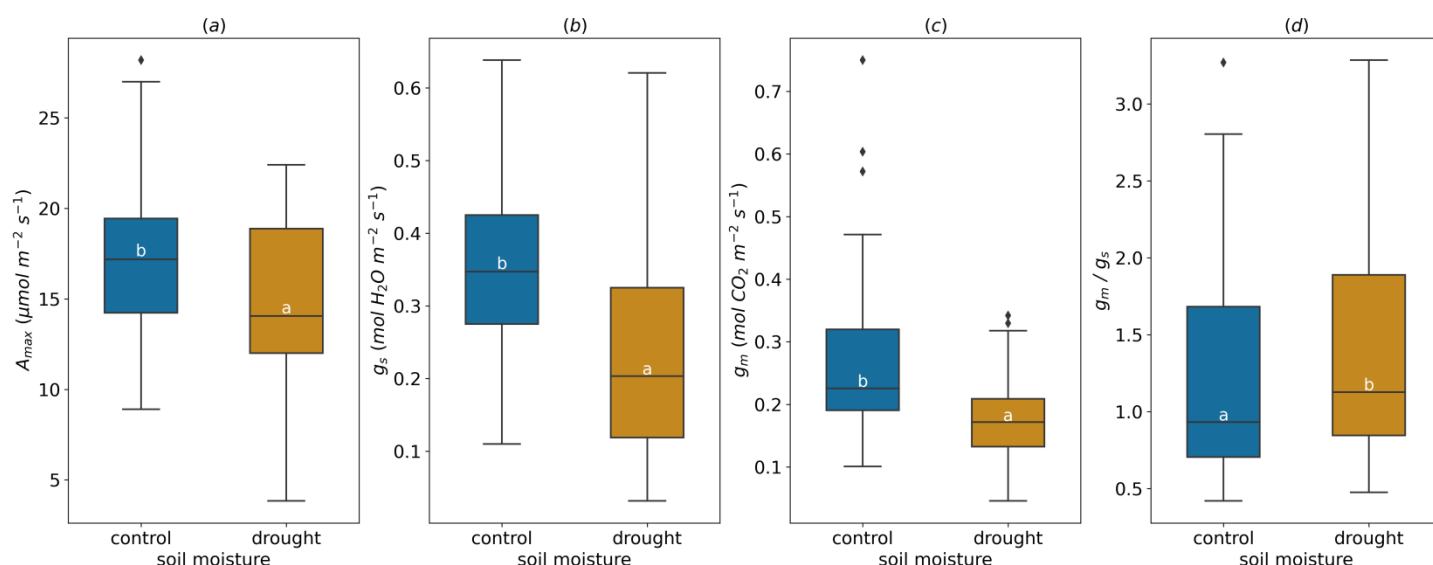 (a)
(b)
(c)
(d)
A_max (μmol m⁻² s⁻¹)
25
20
15
10
5
b
a
control
drought
soil moisture
g_s (mol H₂O m⁻² s⁻¹)
0.6
0.5
0.4
0.3
0.2
0.1
b
a
control
drought
soil moisture
g_m (mol CO₂ m⁻² s⁻¹)
0.7
0.6
0.5
0.4
0.3
0.2
0.1
b
a
control
drought
soil moisture
g_m / g_s
3.0
2.5
2.0
1.5
1.0
0.5
a
b
control
drought
soil moisture